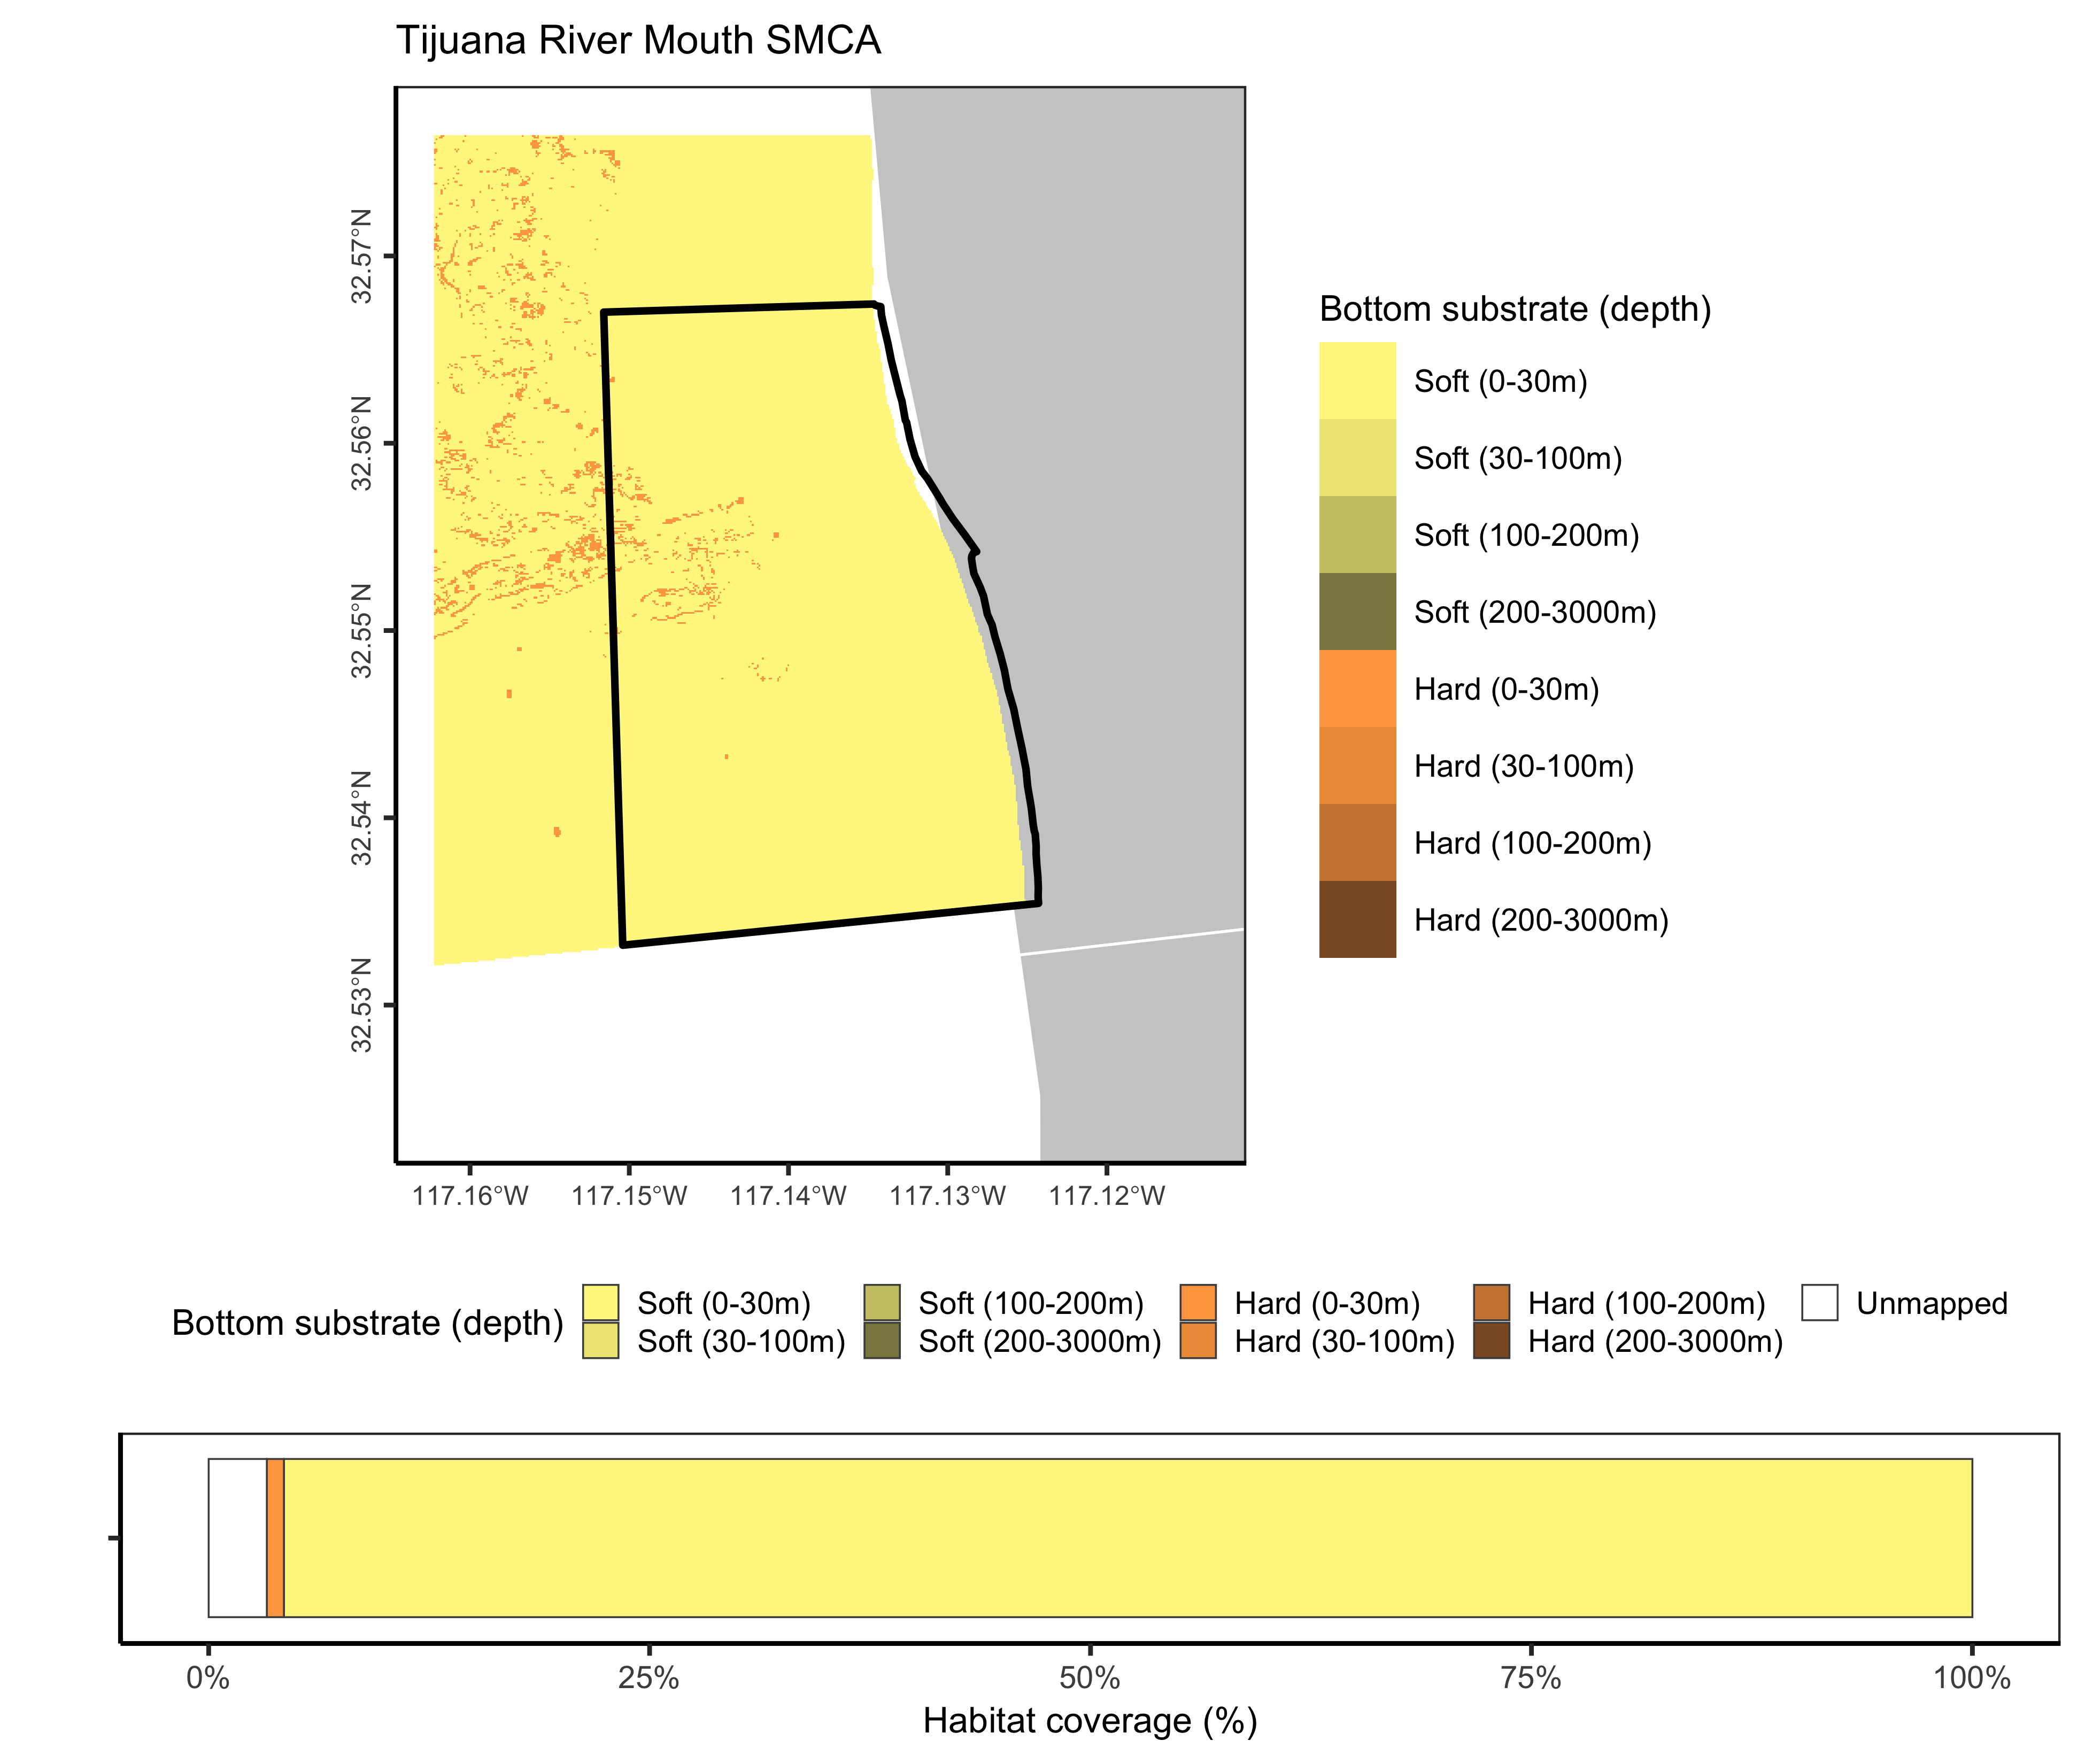 Tijuana River Mouth SMCA
32.57°N
32.56°N
32.55°N
32.54°N
32.53°N
117.16°W 117.15°W 117.14°W 117.13°W 117.12°W
Bottom substrate (depth)
Soft (0-30m)
Soft (30-100m)
Soft (100-200m)
Soft (200-3000m)
Hard (0-30m)
Hard (30-100m)
Hard (100-200m)
Hard (200-3000m)
Bottom substrate (depth)
Soft (0-30m) Soft (100-200m) Hard (0-30m) Hard (100-200m) Unmapped
Soft (30-100m) Soft (200-3000m) Hard (30-100m) Hard (200-3000m)
0% 25% 50% 75% 100%
Habitat coverage (%)